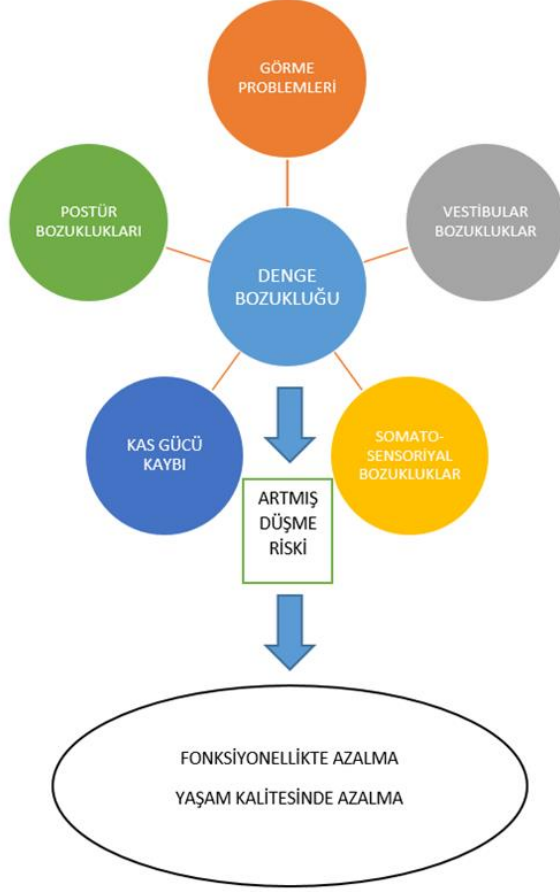 GÖRME
PROBLEMLERİ
POSTÜR
BOZUKLUKLARI
VESTİBULAR
BOZUKLUKLAR
DENGE
BOZUKLUĞU
KAS GÜCÜ
KAYBI
SOMATO-
SENSORİYAL
BOZUKLUKLAR
ARTMIŞ
DÜŞME
RİSKİ
FONKSİYONELLİKTE AZALMA
YAŞAM KALİTESİNDE AZALMA